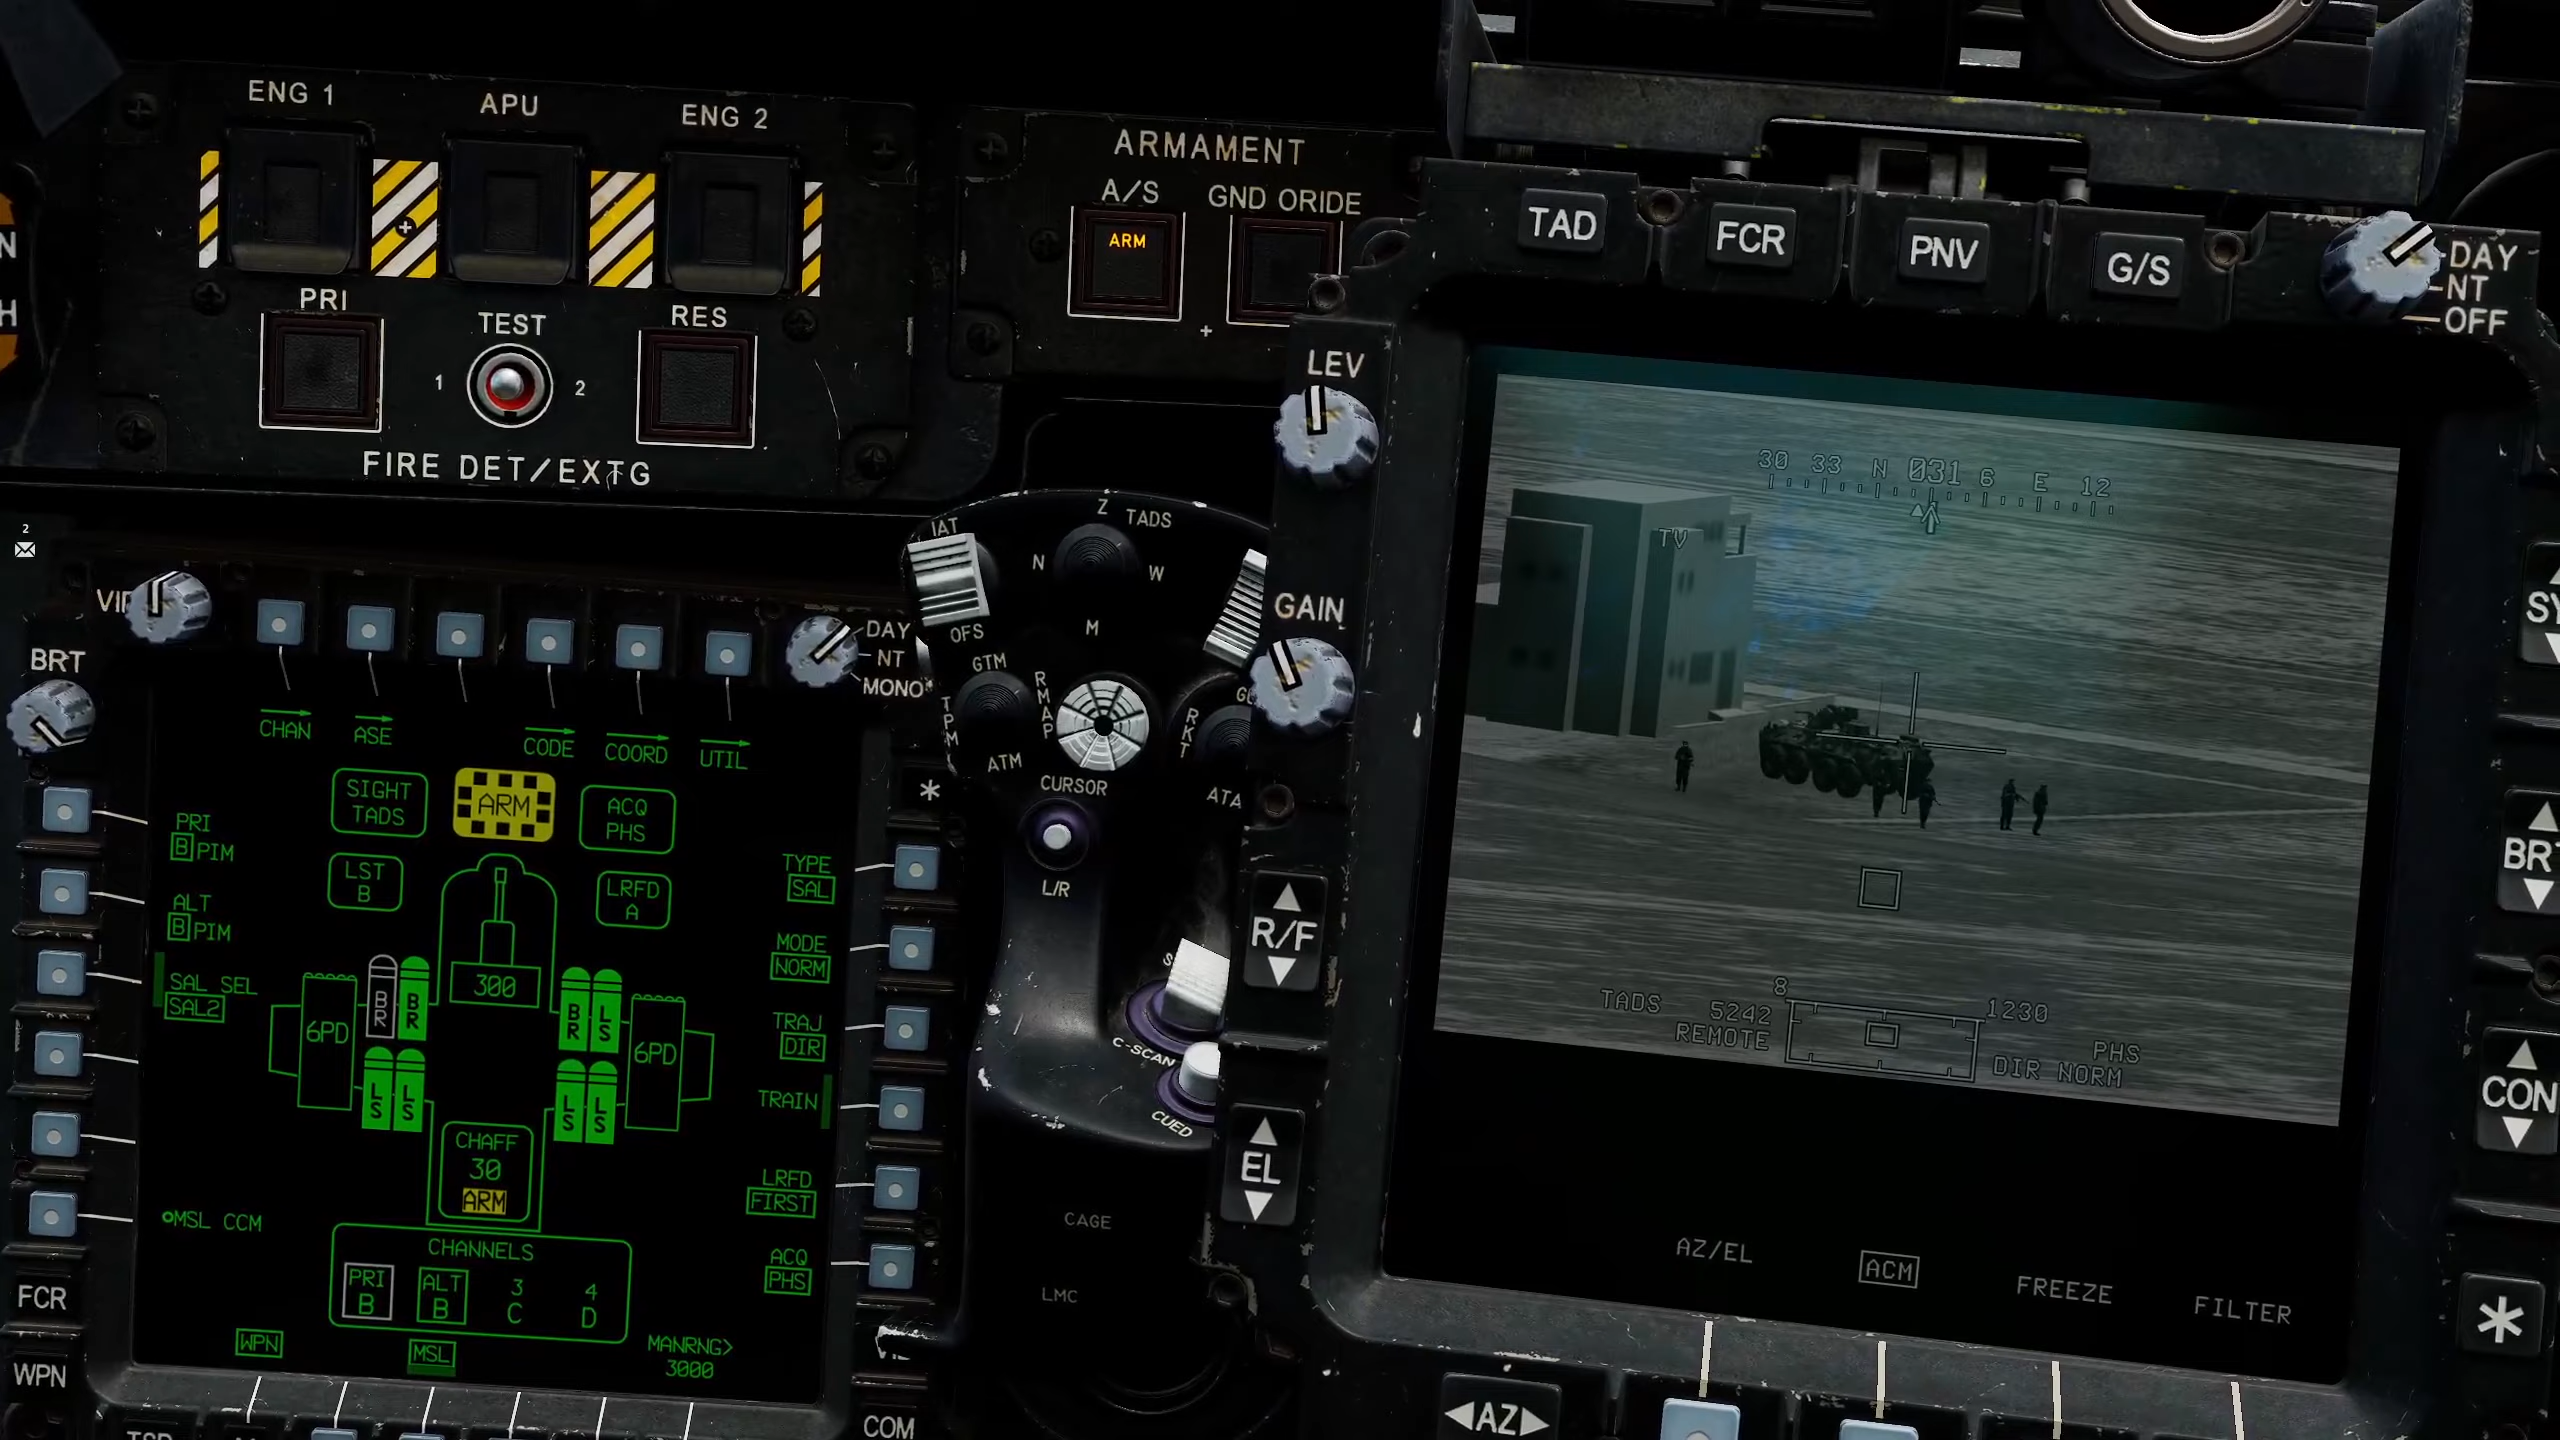 ENG 1
APU
ENG 2
PRI
TEST
RES
1
2
FIRE DET/EXTG
ARMAMENT
A/S
GND ORIDE
ARM
TAD
FCR
PNV
G/S
DAY
NT
OFF
LEV
GAIN
N
H
2
BRT
DAY
NT
MONO
CHAN
ASE
CODE
COORD
UTIL
SIGHT
TADS
ARM
ACQ
PHS
PRI
B PIM
LST
B
LRFD
A
TYPE
SAL
ALT
B PIM
MODE
NORM
SAL SEL
SAL2
300
BR
BR
BR
LS
6PD
6PD
TRAJ
DIR
LS
LS
LS
LS
TRAIN
CHAFF
30
ARM
LRFD
FIRST
MSL CCM
CHANNELS
ACQ
PHS
PRI
B
ALT
B
3
C
4
D
WPN
MSL
MANRNG>
3000
FCR
WPN
COM
*
IAT
Z
TADS
N
W
OFS
M
GTM
RMAP
TPM
ATM
RKT
ATA
CURSOR
L/R
C-SCAN
CUED
CAGE
LMC
R/F
EL
AZ
30 33 N 031 6 E 12
TV
8
TADS 5242
1230
REMOTE
PHS
DIR NORM
AZ/EL
ACM
FREEZE
FILTER
CON
*